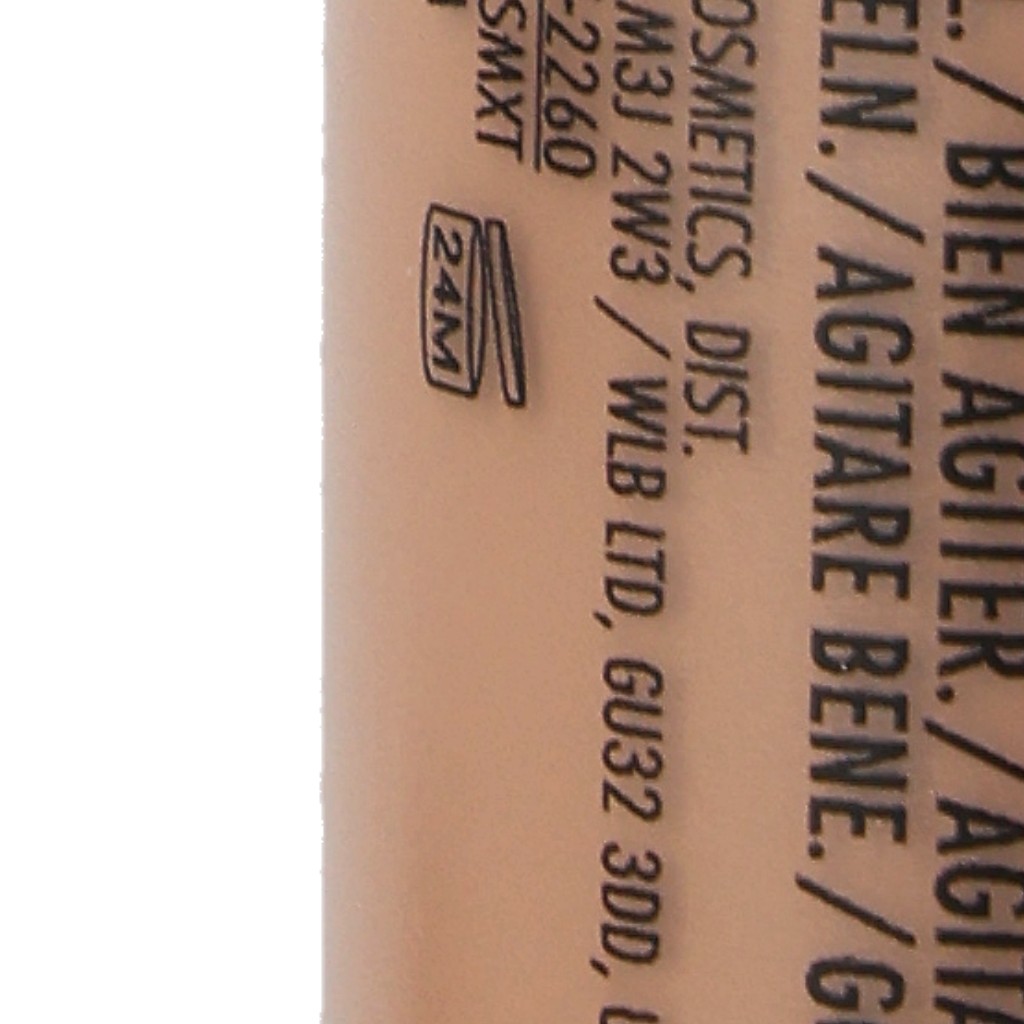 BIEN AGITER. / AGITA
ELN. / AGITARE BENE. / G
OSMETICS, DIST.
M3J 2W3 / WLB LTD, GU32 3DD, U
-2260
SMXT
24M